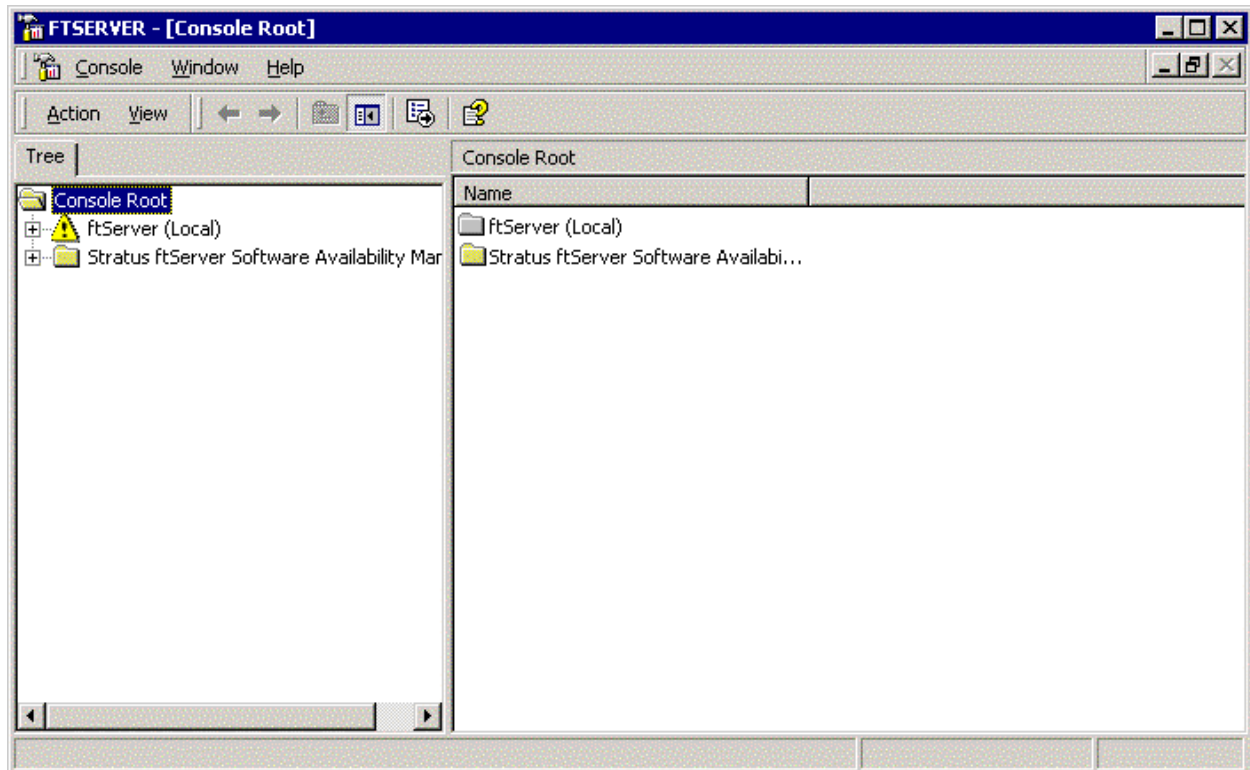 FTSERVER - [Console Root]
Console Window Help
Action View
Tree
Console Root
Console Root
Name
ftServer (Local)
Stratus ftServer Software Availability Mar
ftServer (Local)
Stratus ftServer Software Availabi...